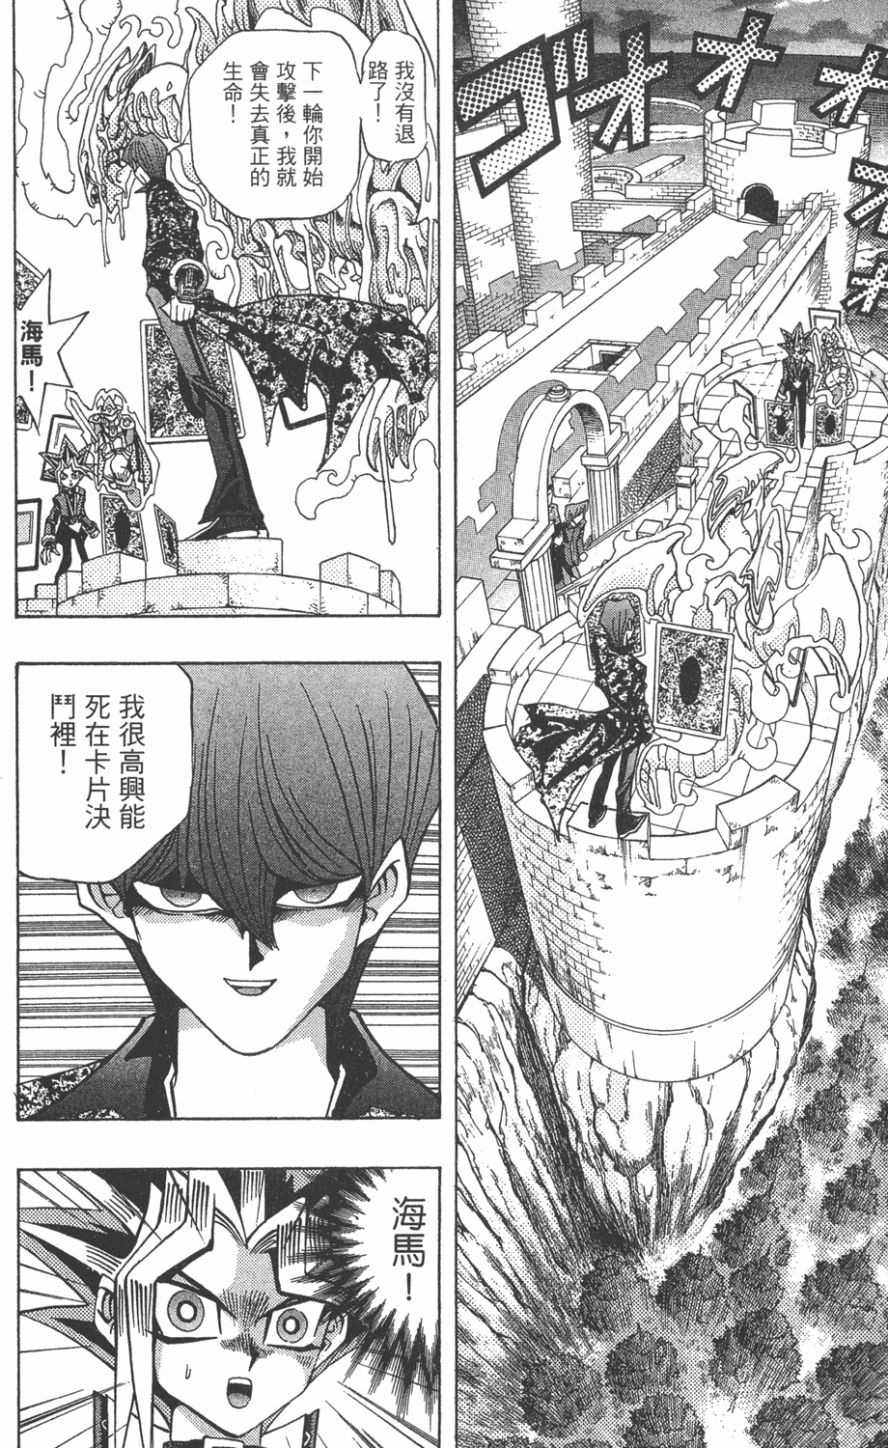 ゴオオオオオ
我沒有退
路了！
下一輪你開始
攻擊後，我就
會失去真正的
生命！
海馬！
我很高興能
死在卡片決
鬥裡！
海馬！